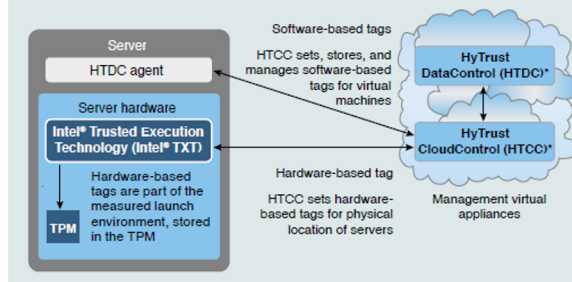 Server
HTDC agent
Server hardware
Intel® Trusted Execution
Technology (Intel® TXT)
Hardware-based
tags are part of the
measured launch
environment, stored
in the TPM
TPM
Software-based tags
HTCC sets, stores, and
manages software-based
tags for virtual
machines
Hardware-based tag
HTCC sets hardware-
based tags for physical
location of servers
HyTrust
DataControl (HTDC)*
HyTrust
CloudControl (HTCC)*
Management virtual
appliances